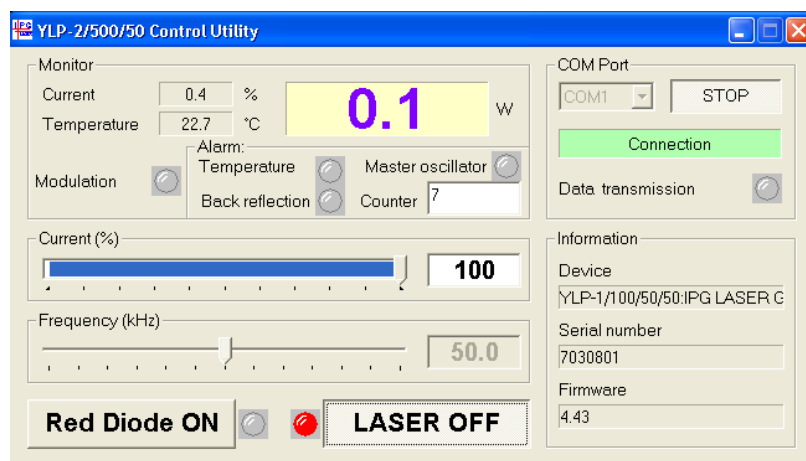 IPG
YLP-2/500/50 Control Utility
Monitor
Current 0.4 %
Temperature 22.7 °C
0.1 W
Modulation
Alarm:
Temperature
Master oscillator
Back reflection
Counter 7
COM Port
COM1
STOP
Connection
Data transmission
Current (%)
100
Frequency (kHz)
50.0
Information
Device
YLP-1/100/50/50:IPG LASER G
Serial number
7030801
Firmware
4.43
Red Diode ON
LASER OFF